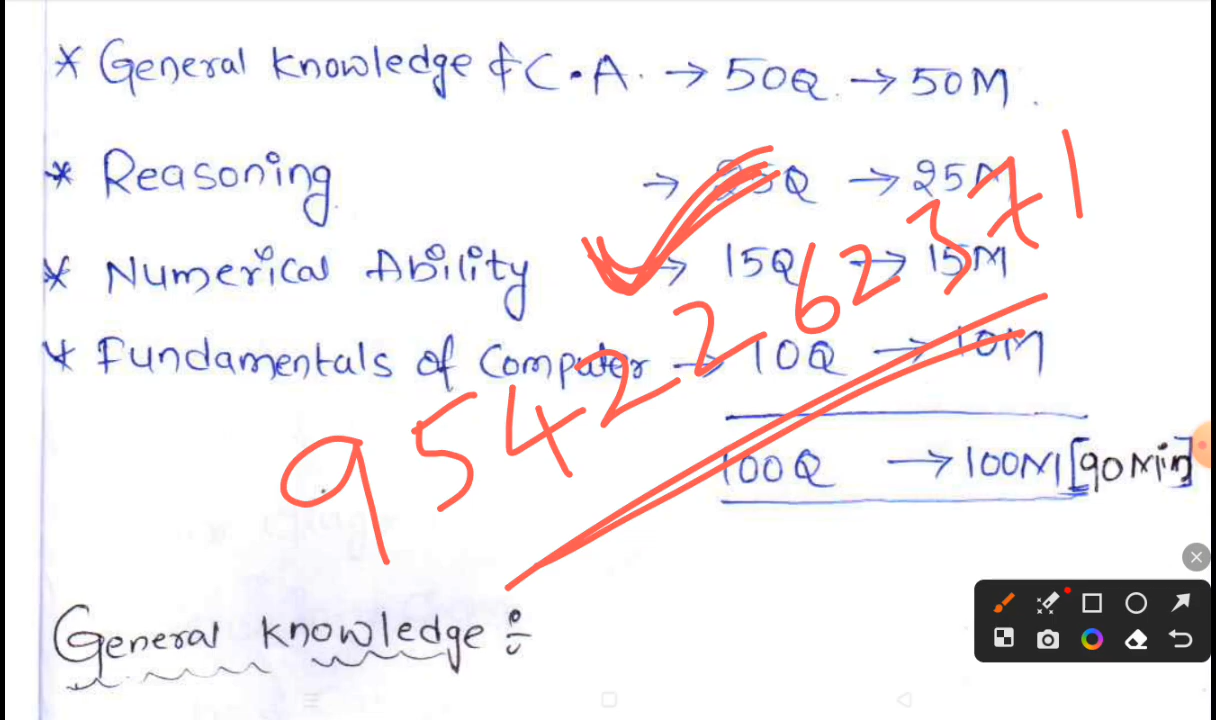 * General knowledge & C.A. → 50Q. → 50M.
* Reasoning → 25Q → 25M
* Numerical Ability → 15Q → 15M
* Fundamentals of Computer → 10Q → 10M
9542262371
100Q → 100M [90Min]
General knowledge :-